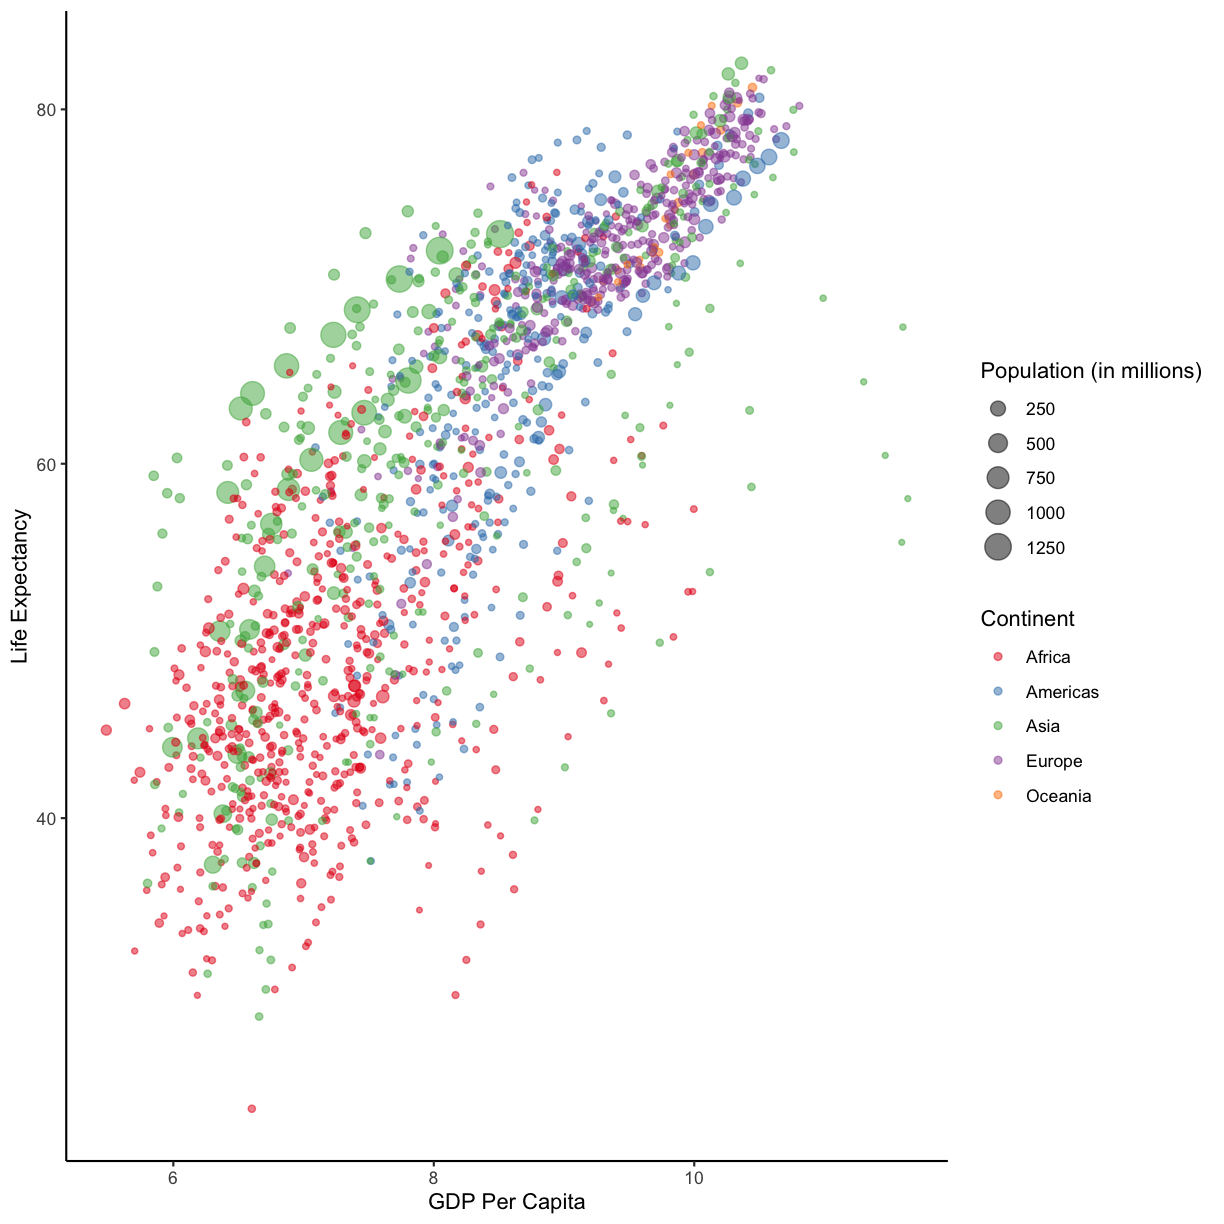 80
60
40
Life Expectancy
6 8 10
GDP Per Capita
Population (in millions)
250
500
750
1000
1250
Continent
Africa
Americas
Asia
Europe
Oceania